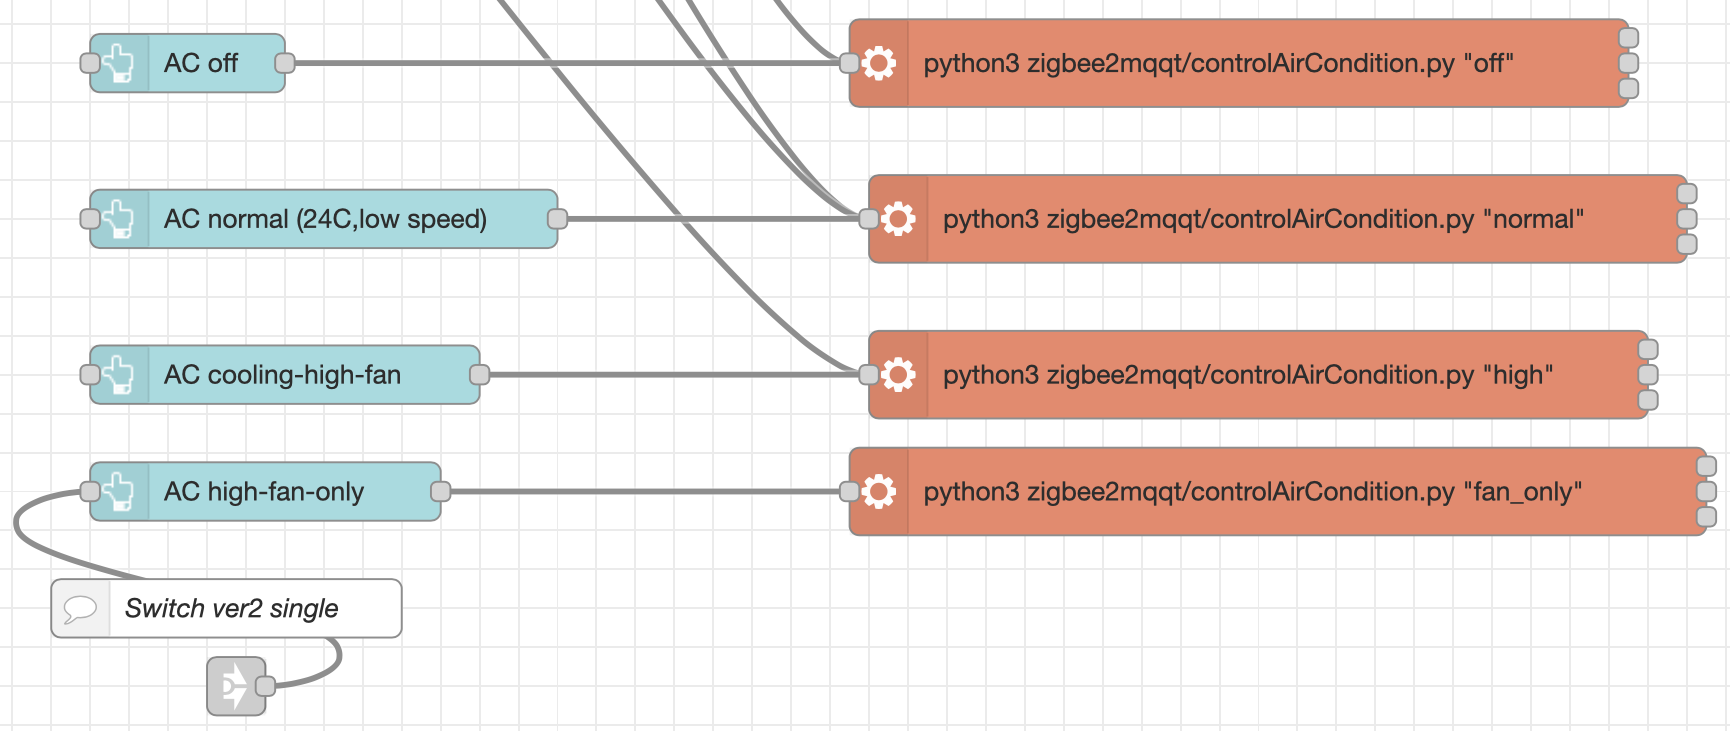 AC off
python3 zigbee2mqqt/controlAirCondition.py "off"
AC normal (24C,low speed)
python3 zigbee2mqqt/controlAirCondition.py "normal"
AC cooling-high-fan
python3 zigbee2mqqt/controlAirCondition.py "high"
AC high-fan-only
python3 zigbee2mqqt/controlAirCondition.py "fan_only"
Switch ver2 single